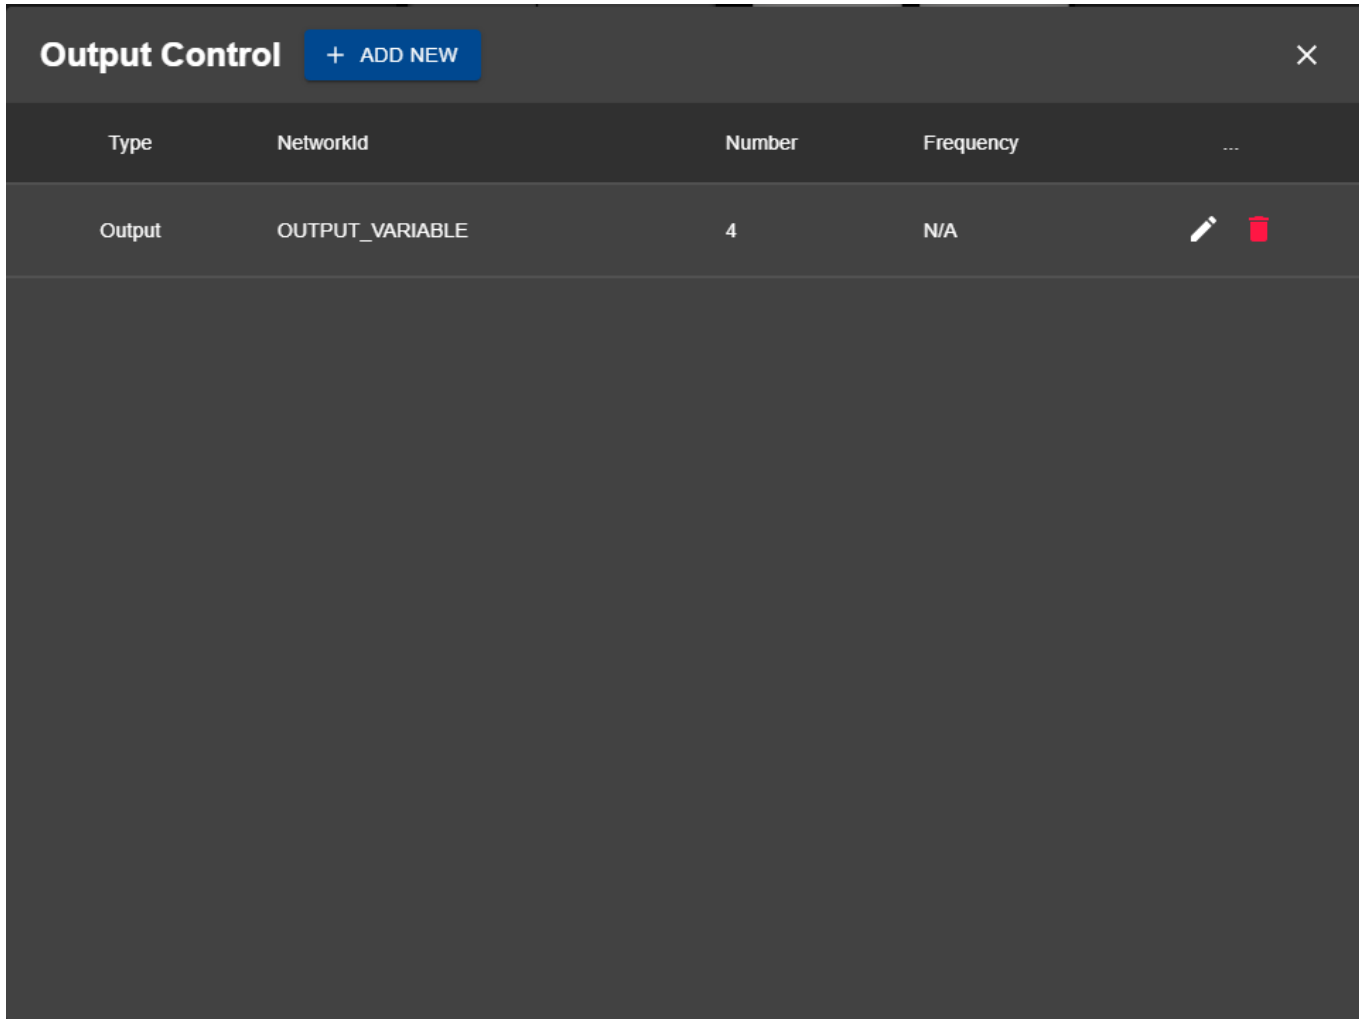 Output Control + ADD NEW
Type NetworkId Number Frequency ...
Output OUTPUT_VARIABLE 4 N/A